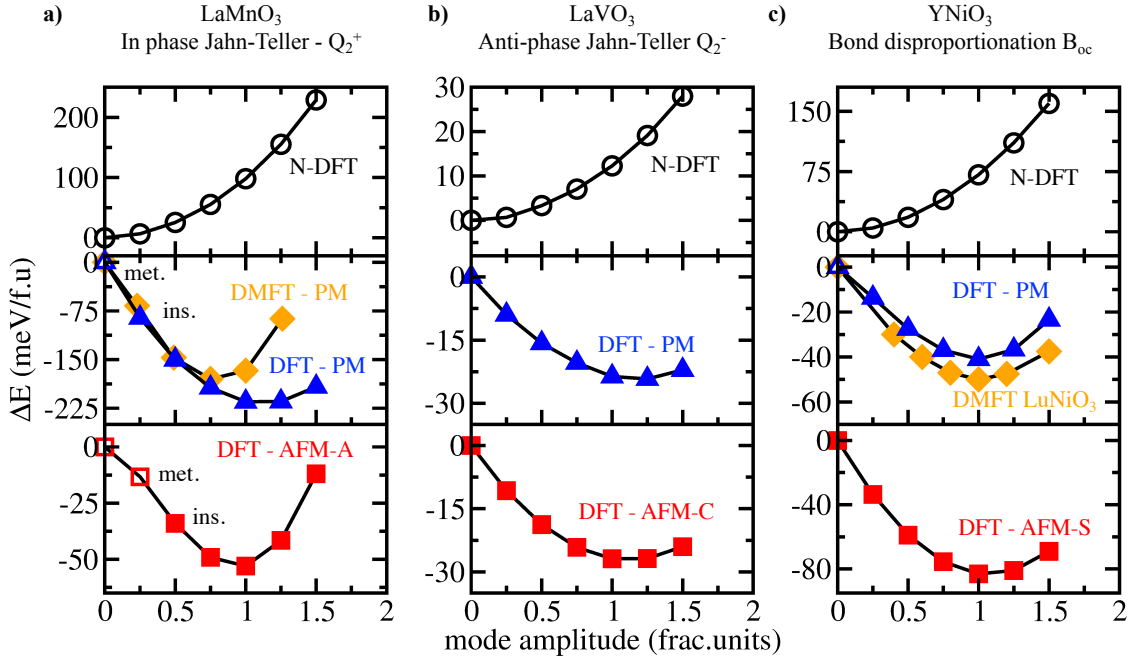 a)
LaMnO₃
In phase Jahn-Teller - Q₂⁺
b)
LaVO₃
Anti-phase Jahn-Teller Q₂⁻
c)
YNiO₃
Bond disproportionation B_oc
ΔE (meV/f.u)
200
100
0
N-DFT
0
-75
-150
-225
met.
ins.
DMFT - PM
DFT - PM
0
-25
-50
DFT - AFM-A
met.
ins.
0 0.5 1 1.5 2
30
20
10
0
N-DFT
0
-15
-30
DFT - PM
0
-15
-30
DFT - AFM-C
0 0.5 1 1.5 2
150
75
0
N-DFT
0
-20
-40
-60
DFT - PM
DMFT LuNiO₃
0
-40
-80
DFT - AFM-S
0 0.5 1 1.5 2
mode amplitude (frac.units)